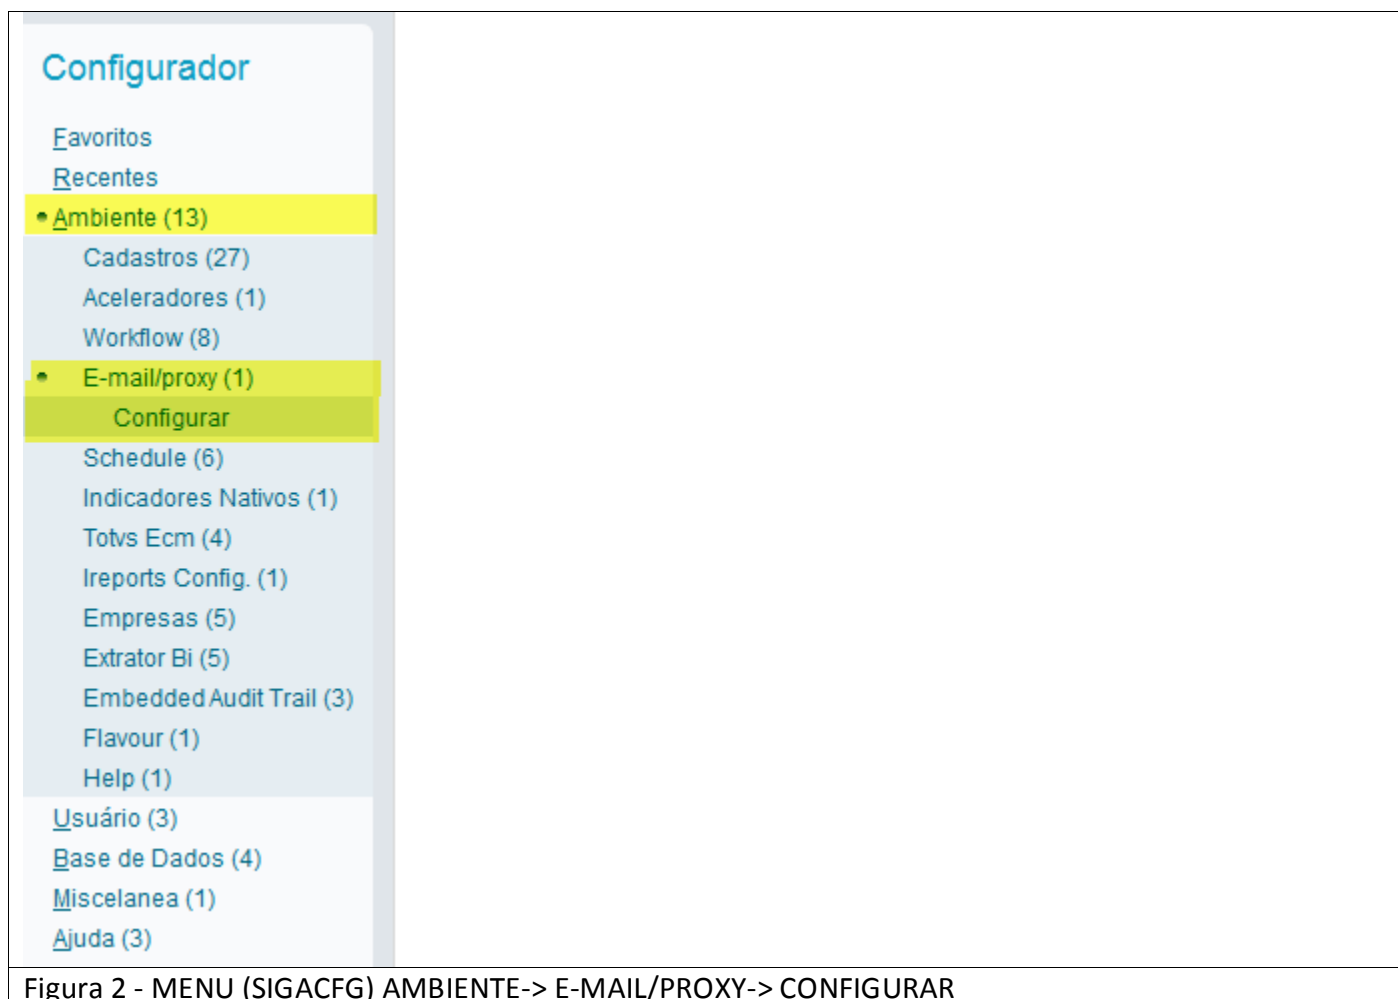 Configurador
Favoritos
Recentes
Ambiente (13)
Cadastros (27)
Aceleradores (1)
Workflow (8)
E-mail/proxy (1)
Configurar
Schedule (6)
Indicadores Nativos (1)
Totvs Ecm (4)
Ireports Config. (1)
Empresas (5)
Extrator Bi (5)
Embedded Audit Trail (3)
Flavour (1)
Help (1)
Usuário (3)
Base de Dados (4)
Miscelanea (1)
Ajuda (3)
Figura 2 - MENU (SIGACFG) AMBIENTE-> E-MAIL/PROXY-> CONFIGURAR